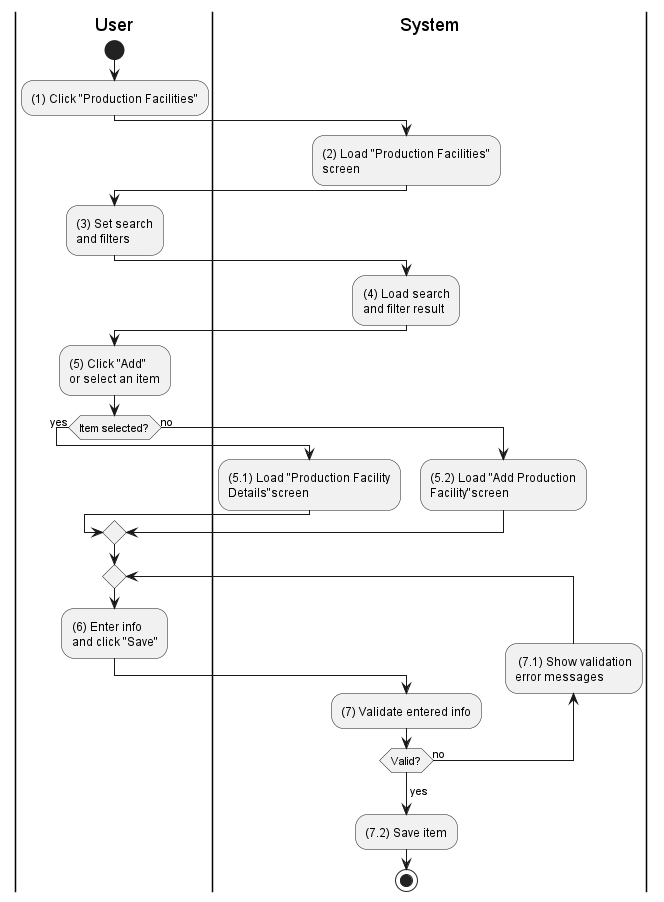 User
System
(1) Click "Production Facilities"
(2) Load "Production Facilities"
screen
(3) Set search
and filters
(4) Load search
and filter result
(5) Click "Add"
or select an item
yes
Item selected?
no
(5.1) Load "Production Facility
Details"screen
(5.2) Load "Add Production
Facility"screen
(6) Enter info
and click "Save"
(7.1) Show validation
error messages
(7) Validate entered info
Valid?
no
yes
(7.2) Save item